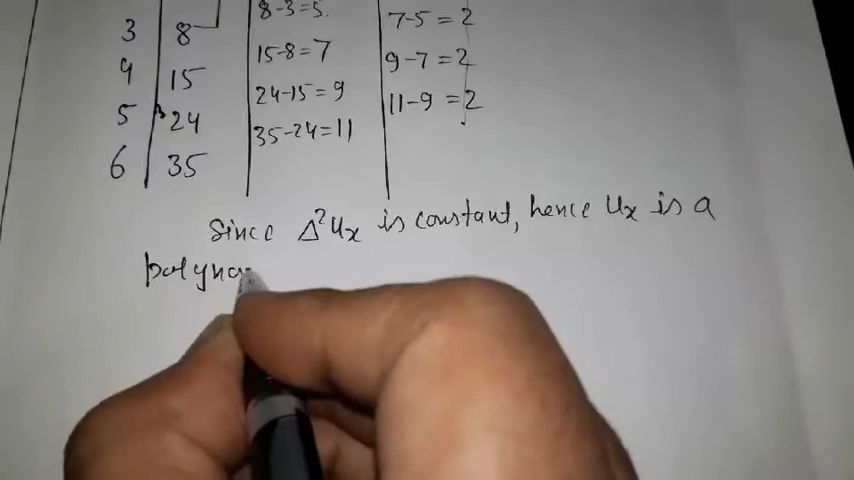 8-3=5.
3 8 7-5=2
15-8=7
4 15 9-7=2
24-15=9
5 24 11-9=2
35-24=11
6 35
Since Δ²Ux is constant, hence Ux is a